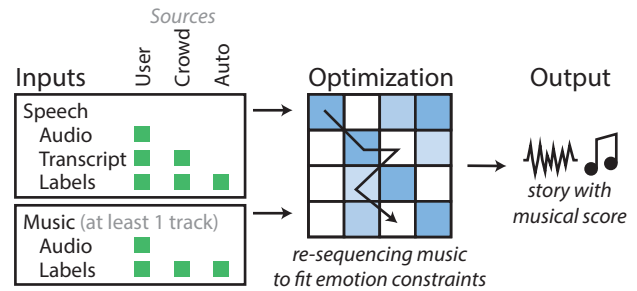 Sources
Inputs
User
Crowd
Auto
Optimization
Output
Speech
Audio
Transcript
Labels
Music (at least 1 track)
Audio
Labels
re-sequencing music
to fit emotion constraints
story with
musical score